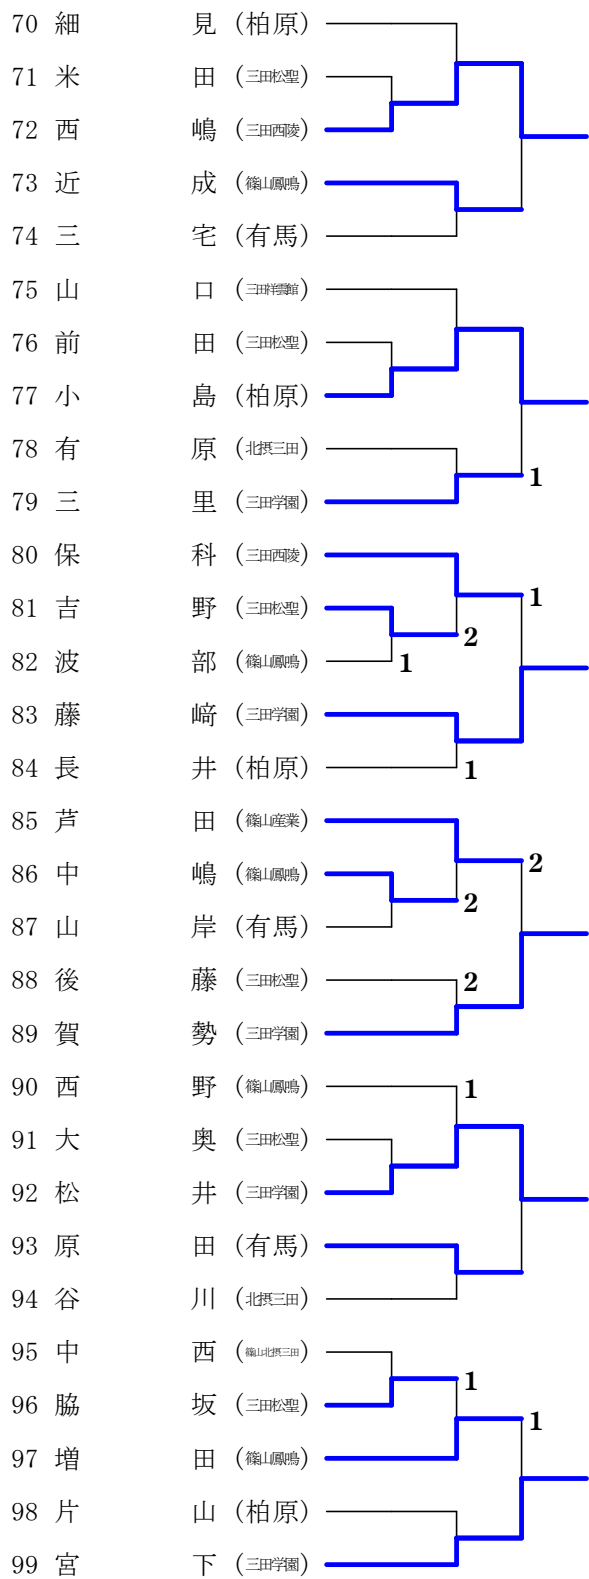 70 細 見 (柏原)
71 米 田 (三田松聖)
72 西 嶋 (三田西陵)
73 近 成 (篠山鳳鳴)
74 三 宅 (有馬)
75 山 口 (三田祥雲館)
76 前 田 (三田松聖)
77 小 島 (柏原)
78 有 原 (北摂三田)
1
79 三 里 (三田学園)
80 保 科 (三田西陵)
1
81 吉 野 (三田松聖)
2
82 波 部 (篠山鳳鳴) 1
83 藤 﨑 (三田学園)
84 長 井 (柏原) 1
85 芦 田 (篠山産業)
2
86 中 嶋 (篠山鳳鳴)
2
87 山 岸 (有馬)
88 後 藤 (三田松聖) 2
89 賀 勢 (三田学園)
90 西 野 (篠山鳳鳴) 1
91 大 奥 (三田松聖)
92 松 井 (三田学園)
93 原 田 (有馬)
94 谷 川 (北摂三田)
95 中 西 (篠山北摂三田)
1
96 脇 坂 (三田松聖)
1
97 増 田 (篠山鳳鳴)
98 片 山 (柏原)
99 宮 下 (三田学園)